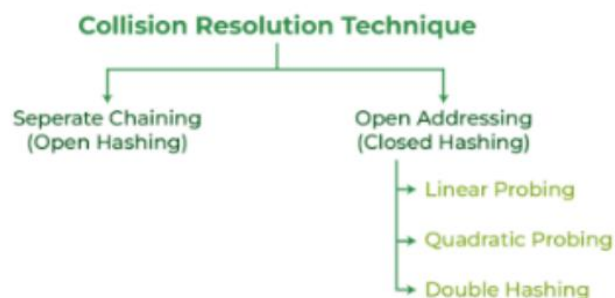 Collision Resolution Technique
Seperate Chaining
(Open Hashing)
Open Addressing
(Closed Hashing)
Linear Probing
Quadratic Probing
Double Hashing